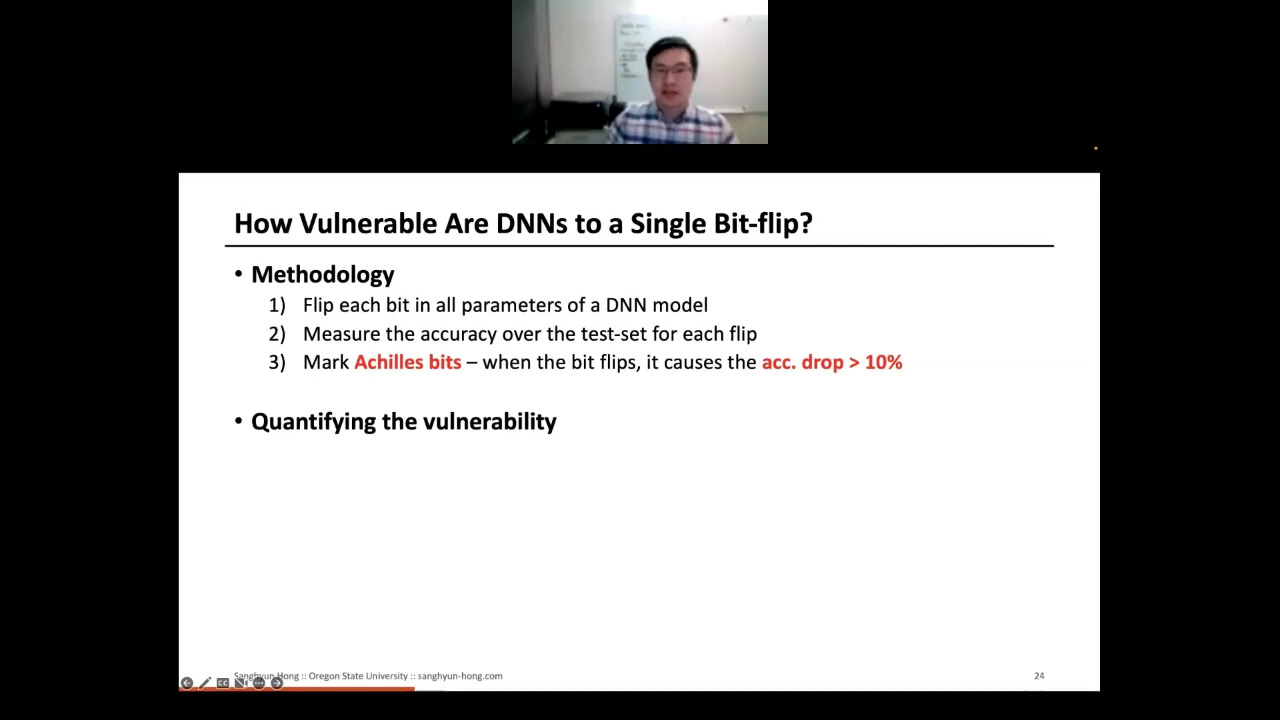 How Vulnerable Are DNNs to a Single Bit-flip?
• Methodology
1) Flip each bit in all parameters of a DNN model
2) Measure the accuracy over the test-set for each flip
3) Mark Achilles bits – when the bit flips, it causes the acc. drop > 10%
• Quantifying the vulnerability
Sanghyun Hong :: Oregon State University :: sanghyun-hong.com
24
CC